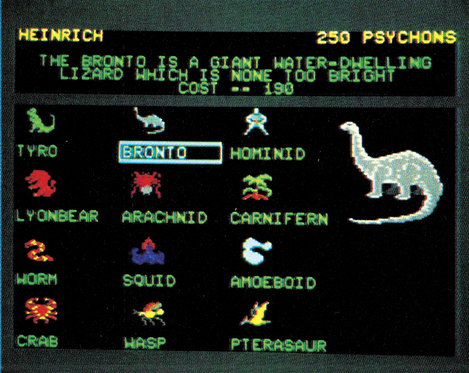 HEINRICH 250 PSYCHONS
THE BRONTO IS A GIANT WATER-DWELLING
LIZARD WHICH IS NONE TOO BRIGHT
COST -- 190
TYRO BRONTO HOMINID
LYONBEAR ARACHNID CARNIFERN
WORM SQUID AMOEBOID
CRAB WASP PTERASAUR